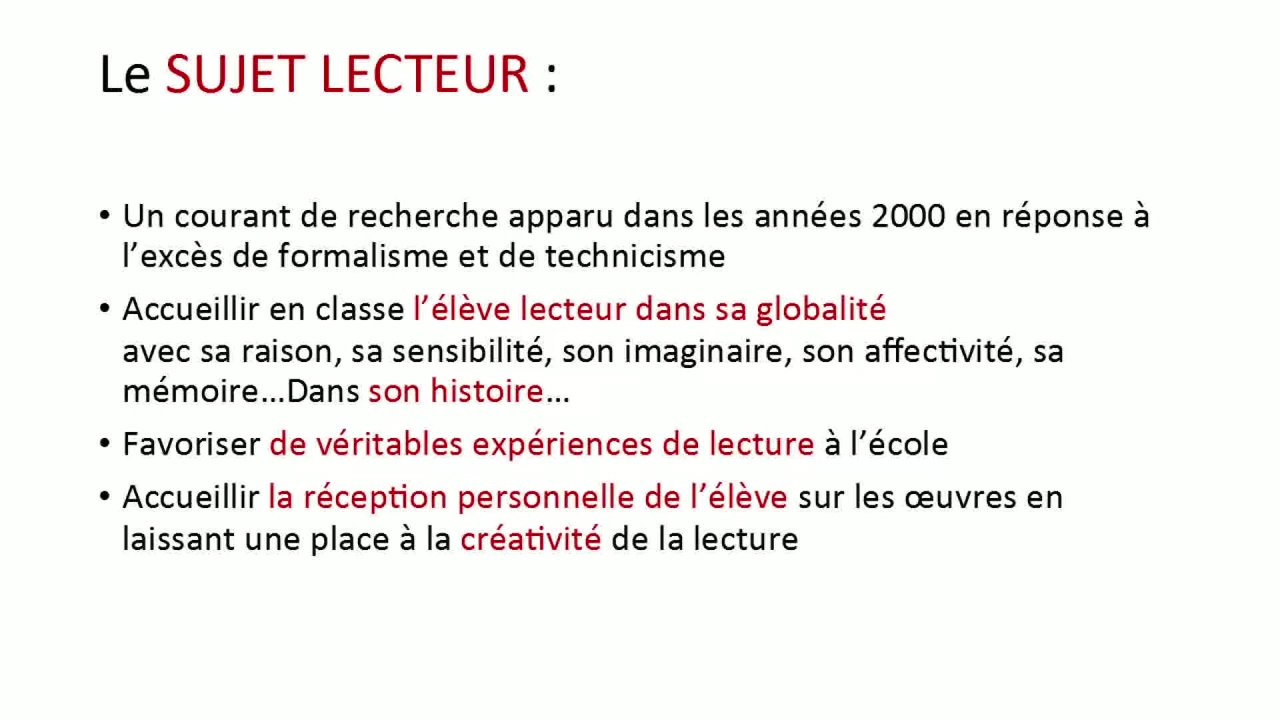 Le SUJET LECTEUR :
• Un courant de recherche apparu dans les années 2000 en réponse à
l’excès de formalisme et de technicisme
• Accueillir en classe l’élève lecteur dans sa globalité
avec sa raison, sa sensibilité, son imaginaire, son affectivité, sa
mémoire…Dans son histoire…
• Favoriser de véritables expériences de lecture à l’école
• Accueillir la réception personnelle de l’élève sur les œuvres en
laissant une place à la créativité de la lecture